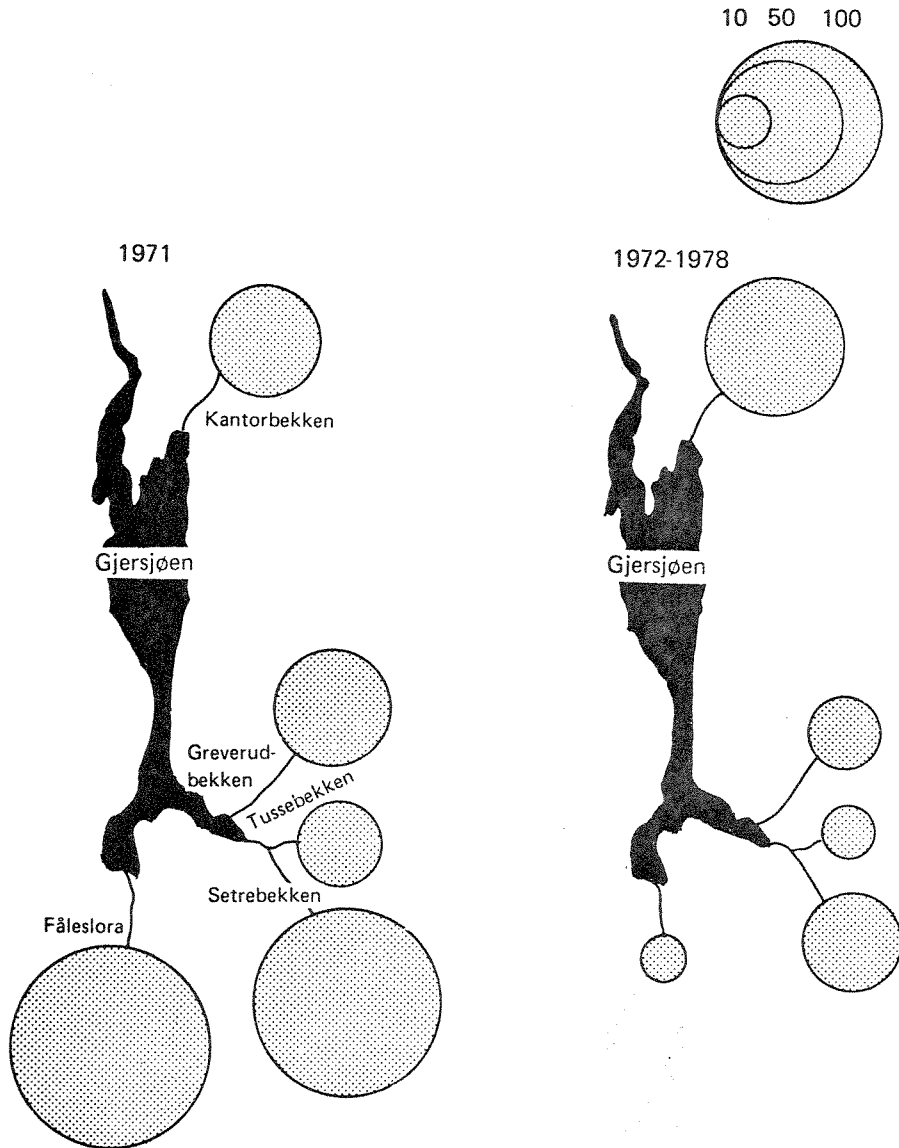 10 50 100
1971
1972-1978
Kantorbekken
Gjersjøen
Gjersjøen
Greverud-
bekken
Tussebekken
Setrebekken
Fåleslora